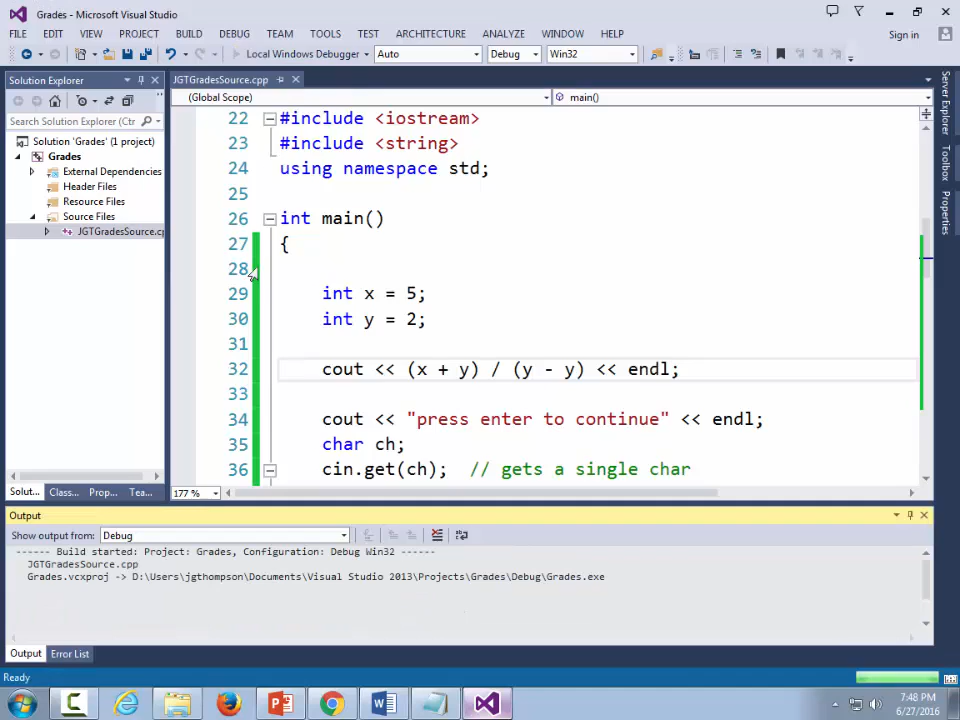 Grades - Microsoft Visual Studio
FILE EDIT VIEW PROJECT BUILD DEBUG TEAM TOOLS TEST ARCHITECTURE ANALYZE WINDOW HELP Sign in
Local Windows Debugger Auto Debug Win32
Solution Explorer
Search Solution Explorer (Ctr
Solution 'Grades' (1 project)
Grades
External Dependencies
Header Files
Resource Files
Source Files
JGTGradesSource.cp
Solut... Class... Prop... Tea...
JGTGradesSource.cpp
(Global Scope) main()
22 #include <iostream>
23 #include <string>
24 using namespace std;
25
26 int main()
27 {
28
29 int x = 5;
30 int y = 2;
31
32 cout << (x + y) / (y - y) << endl;
33
34 cout << "press enter to continue" << endl;
35 char ch;
36 cin.get(ch);  // gets a single char
177 %
Server Explorer
Toolbox
Properties
Output
Show output from: Debug
------ Build started: Project: Grades, Configuration: Debug Win32 ------
JGTGradesSource.cpp
Grades.vcxproj -> D:\Users\jgthompson\Documents\Visual Studio 2013\Projects\Grades\Debug\Grades.exe
Output Error List
Ready
7:48 PM
6/27/2016